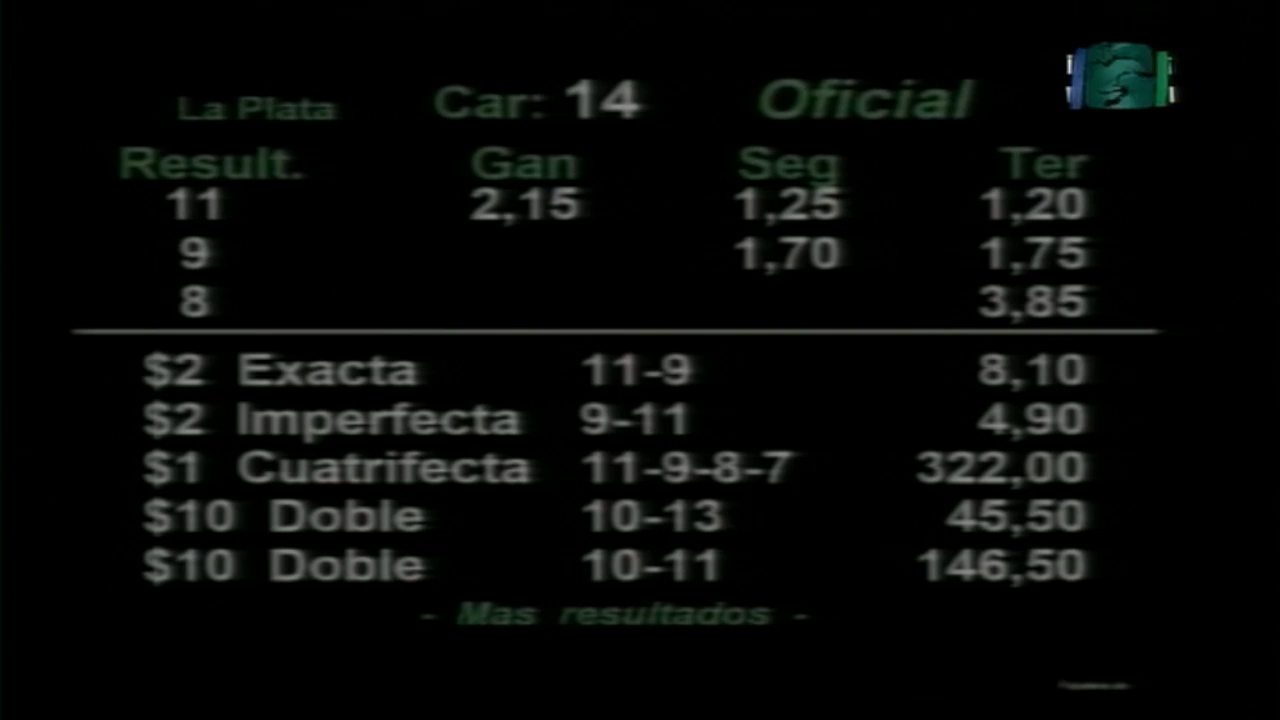 La Plata Car: 14 Oficial
Result. Gan Seg Ter
11 2,15 1,25 1,20
9 1,70 1,75
8 3,85
$2 Exacta 11-9 8,10
$2 Imperfecta 9-11 4,90
$1 Cuatrifecta 11-9-8-7 322,00
$10 Doble 10-13 45,50
$10 Doble 10-11 146,50
- Mas resultados -